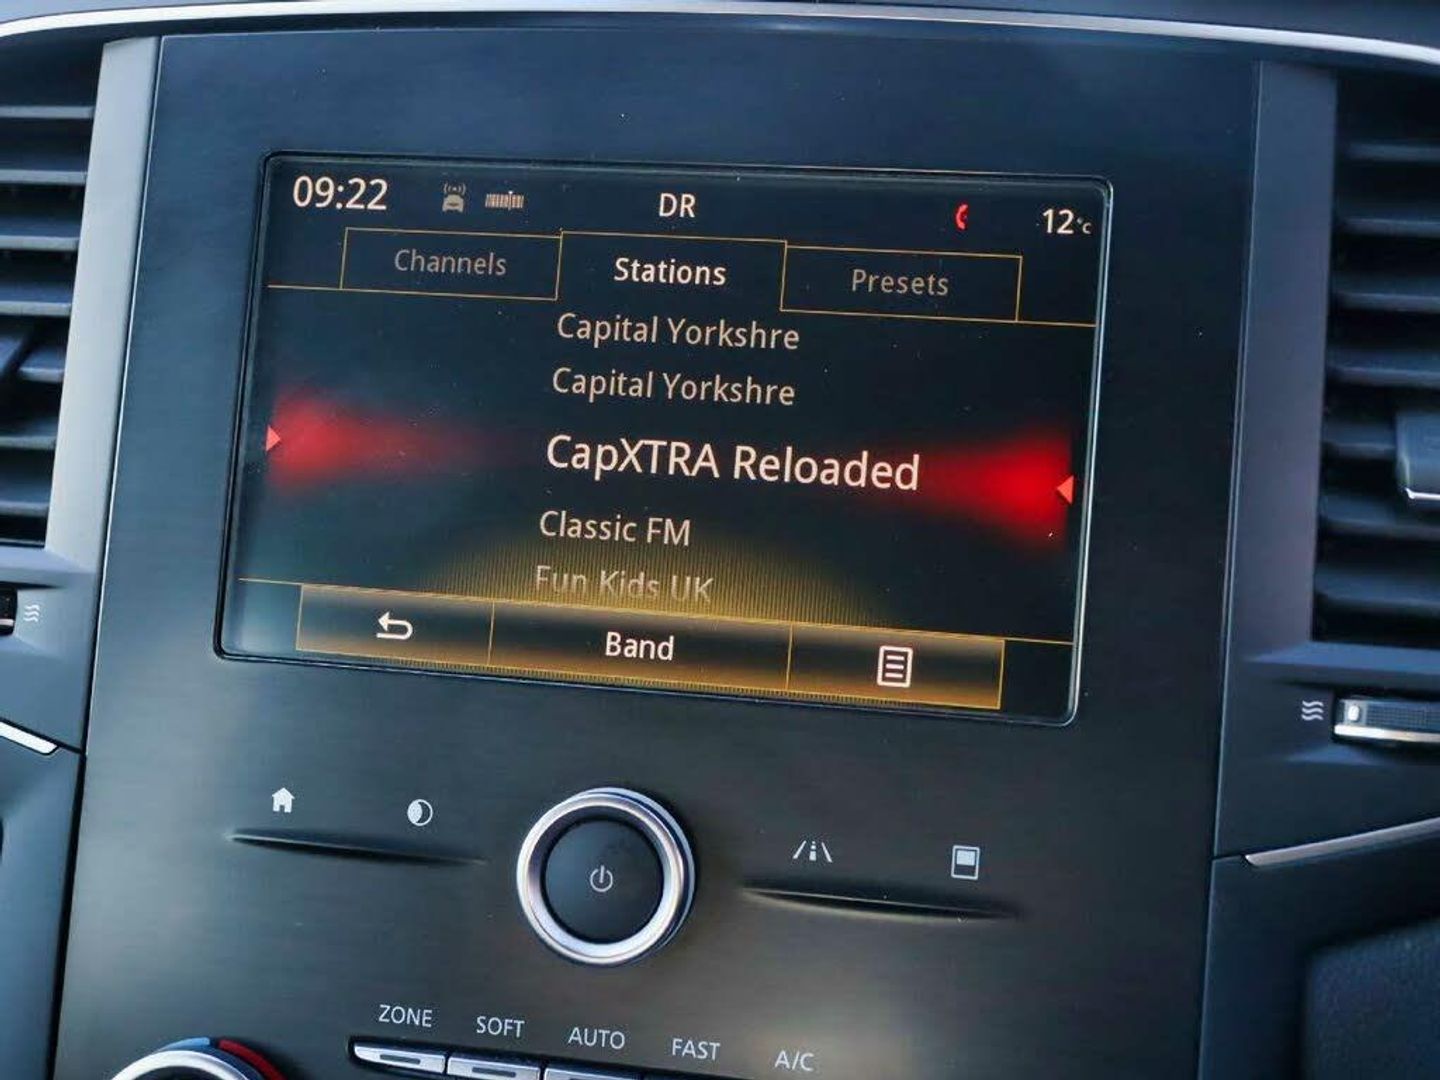 09:22 DR 12°C
Channels Stations Presets
Capital Yorkshre
Capital Yorkshre
CapXTRA Reloaded
Classic FM
Fun Kids UK
Band
ZONE SOFT AUTO FAST A/C